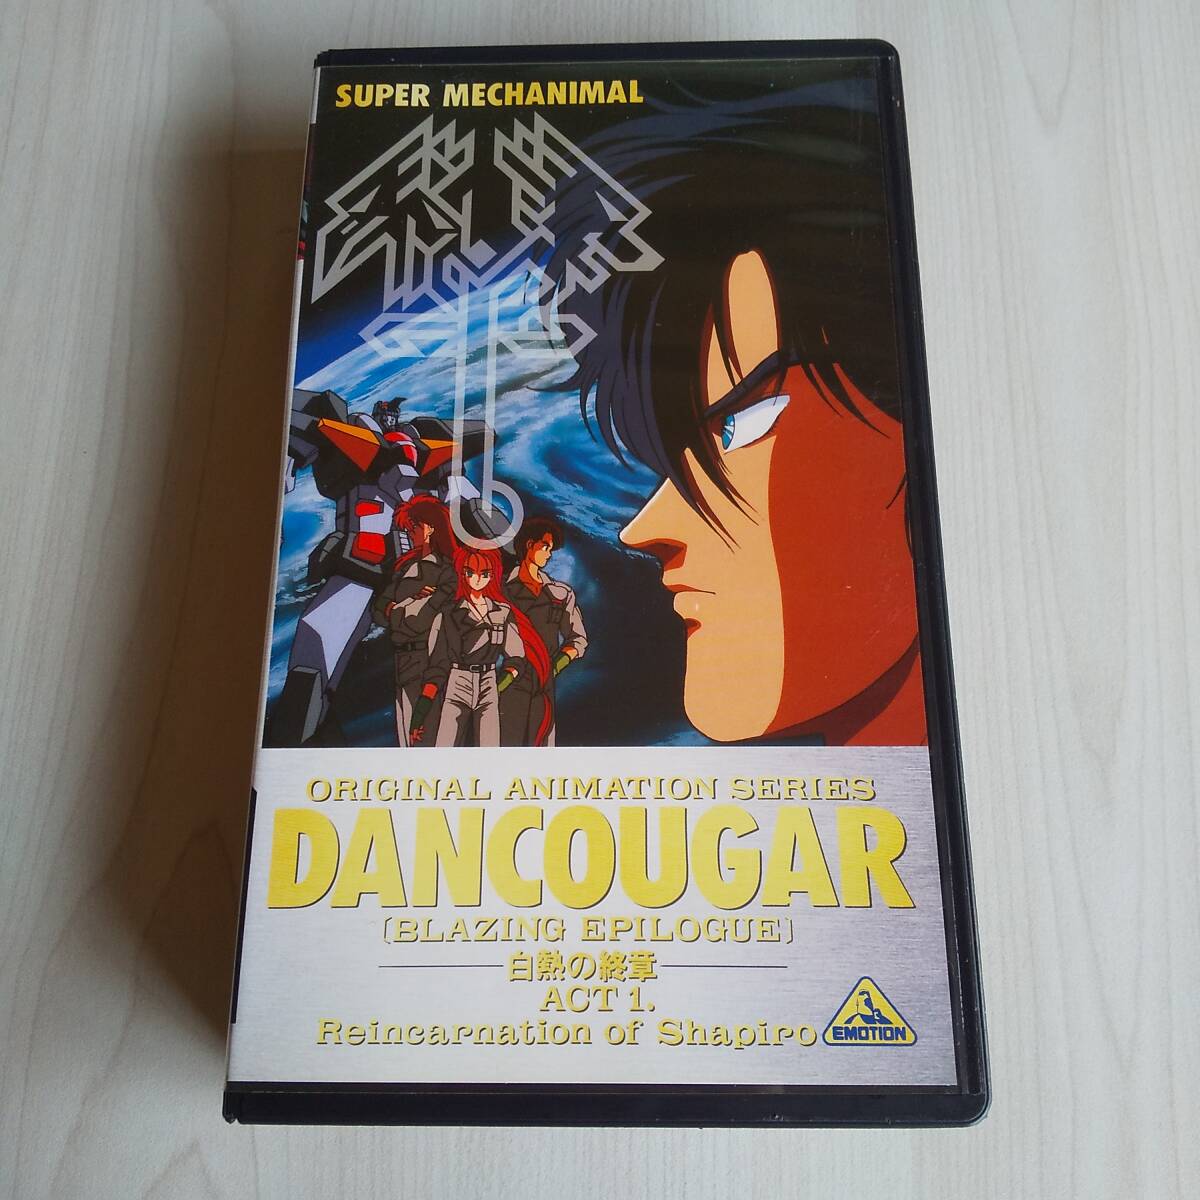 SUPER MECHANIMAL
ORIGINAL ANIMATION SERIES
DANCOUGAR
[BLAZING EPILOGUE]
白熱の終章
ACT 1.
Reincarnation of Shapiro
EMOTION